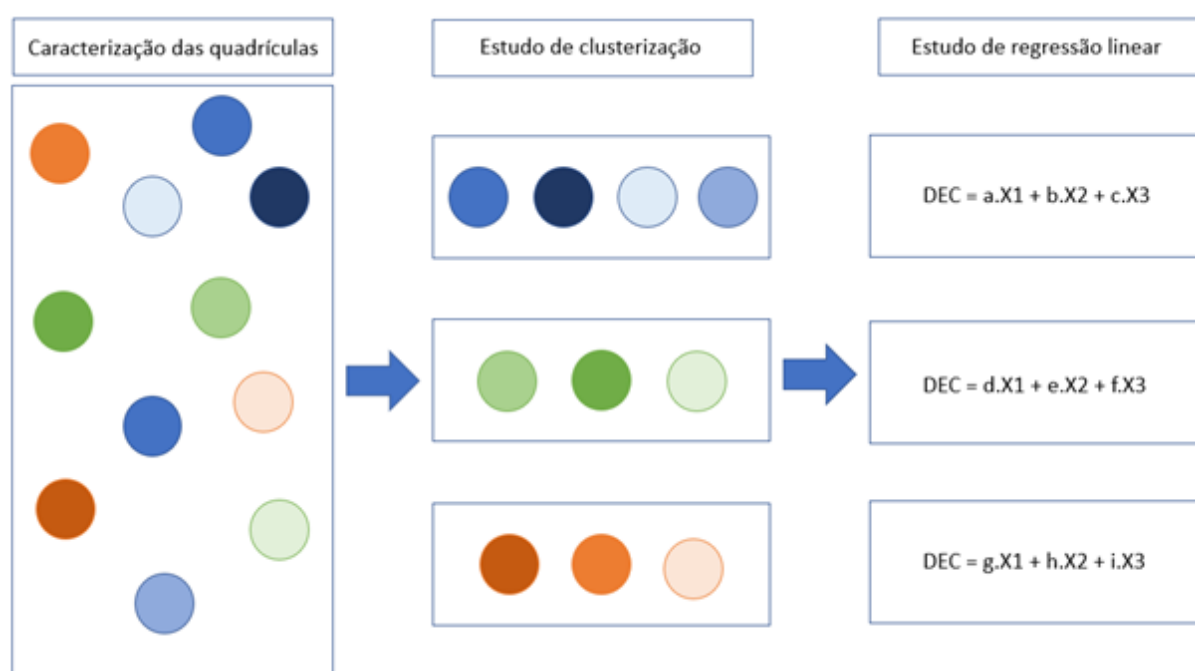 Caracterização das quadrículas
Estudo de clusterização
Estudo de regressão linear
DEC = a.X1 + b.X2 + c.X3
DEC = d.X1 + e.X2 + f.X3
DEC = g.X1 + h.X2 + i.X3